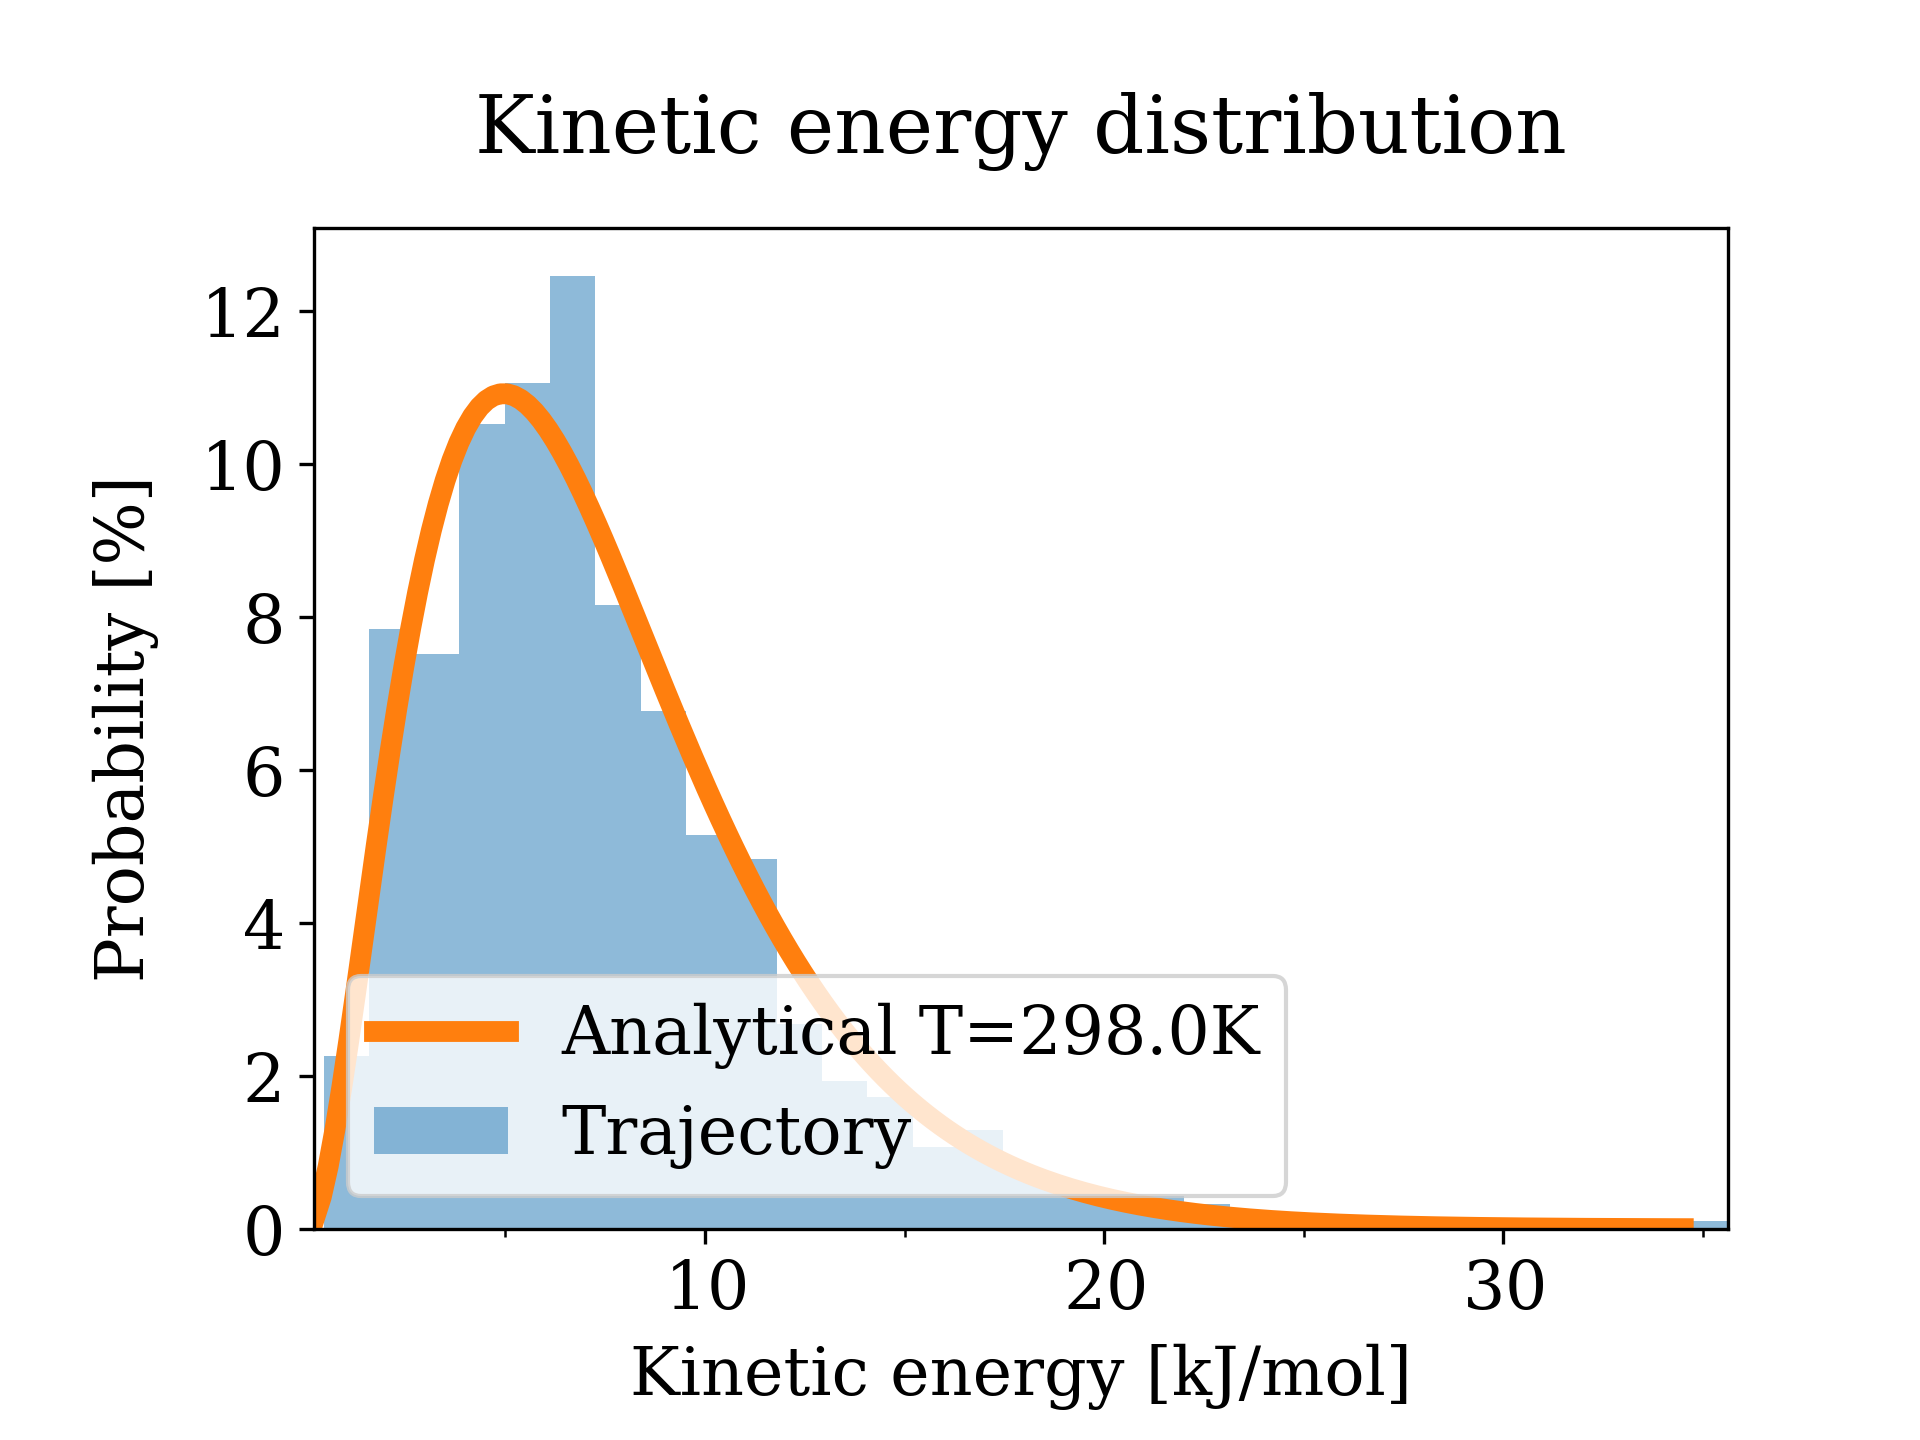 Kinetic energy distribution
12
10
8
6
4
2
0
Probability [%]
Analytical T=298.0K
Trajectory
10 20 30
Kinetic energy [kJ/mol]